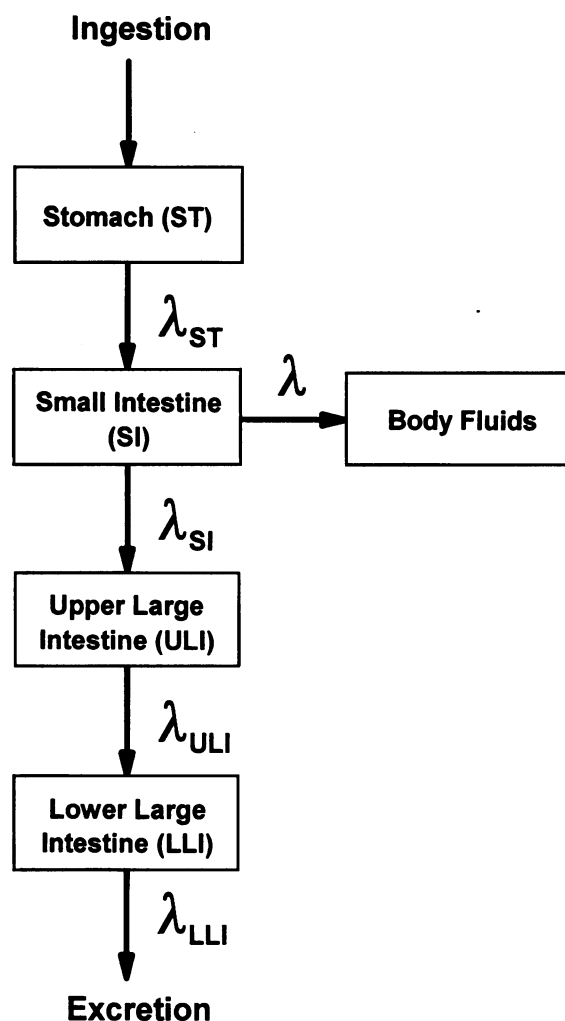 Ingestion
Stomach (ST)
λST
Small Intestine
(SI)
λ
Body Fluids
λSI
Upper Large
Intestine (ULI)
λULI
Lower Large
Intestine (LLI)
λLLI
Excretion